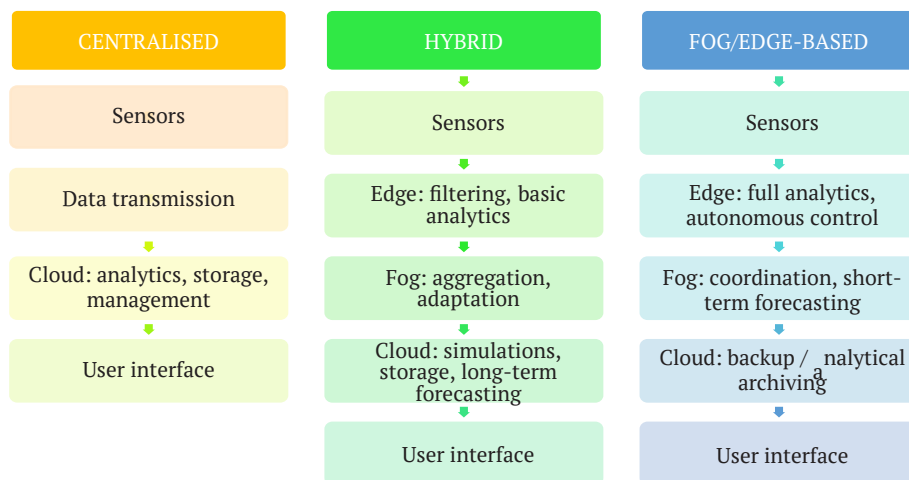 CENTRALISED
Sensors
Data transmission
Cloud: analytics, storage,
management
User interface
HYBRID
Sensors
Edge: filtering, basic
analytics
Fog: aggregation,
adaptation
Cloud: simulations,
storage, long-term
forecasting
User interface
FOG/EDGE-BASED
Sensors
Edge: full analytics,
autonomous control
Fog: coordination, short-
term forecasting
Cloud: backup / analytical
archiving
User interface